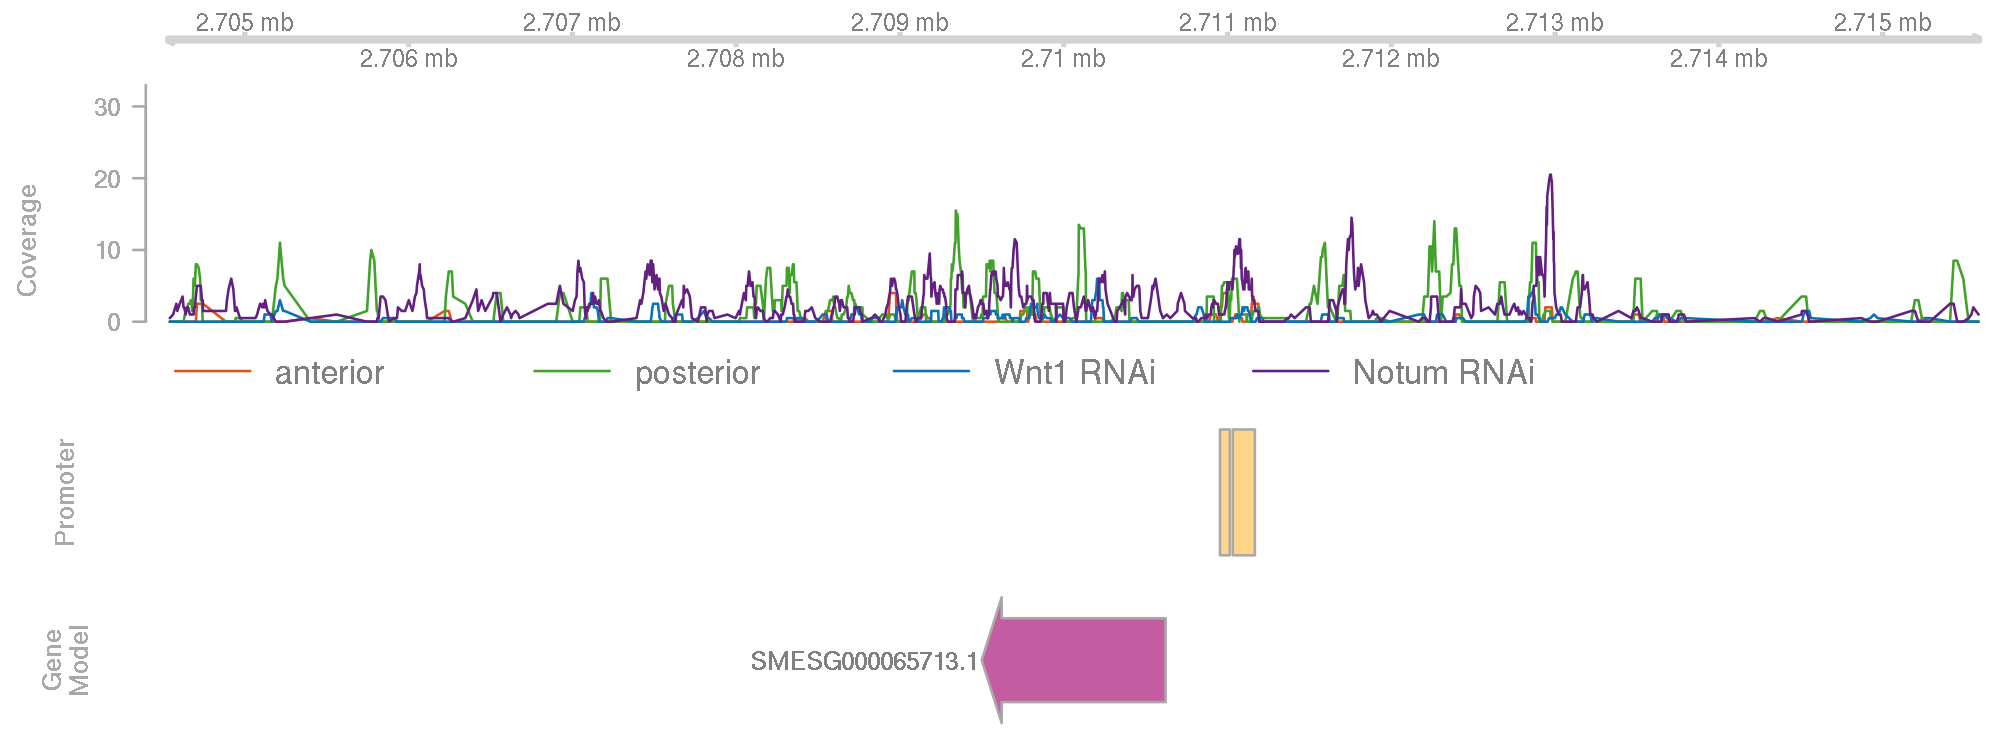 2.705 mb 2.707 mb 2.709 mb 2.711 mb 2.713 mb 2.715 mb
2.706 mb 2.708 mb 2.71 mb 2.712 mb 2.714 mb
Coverage
30
20
10
0
anterior posterior Wnt1 RNAi Notum RNAi
Promoter
Gene
Model
SMESG000065713.1